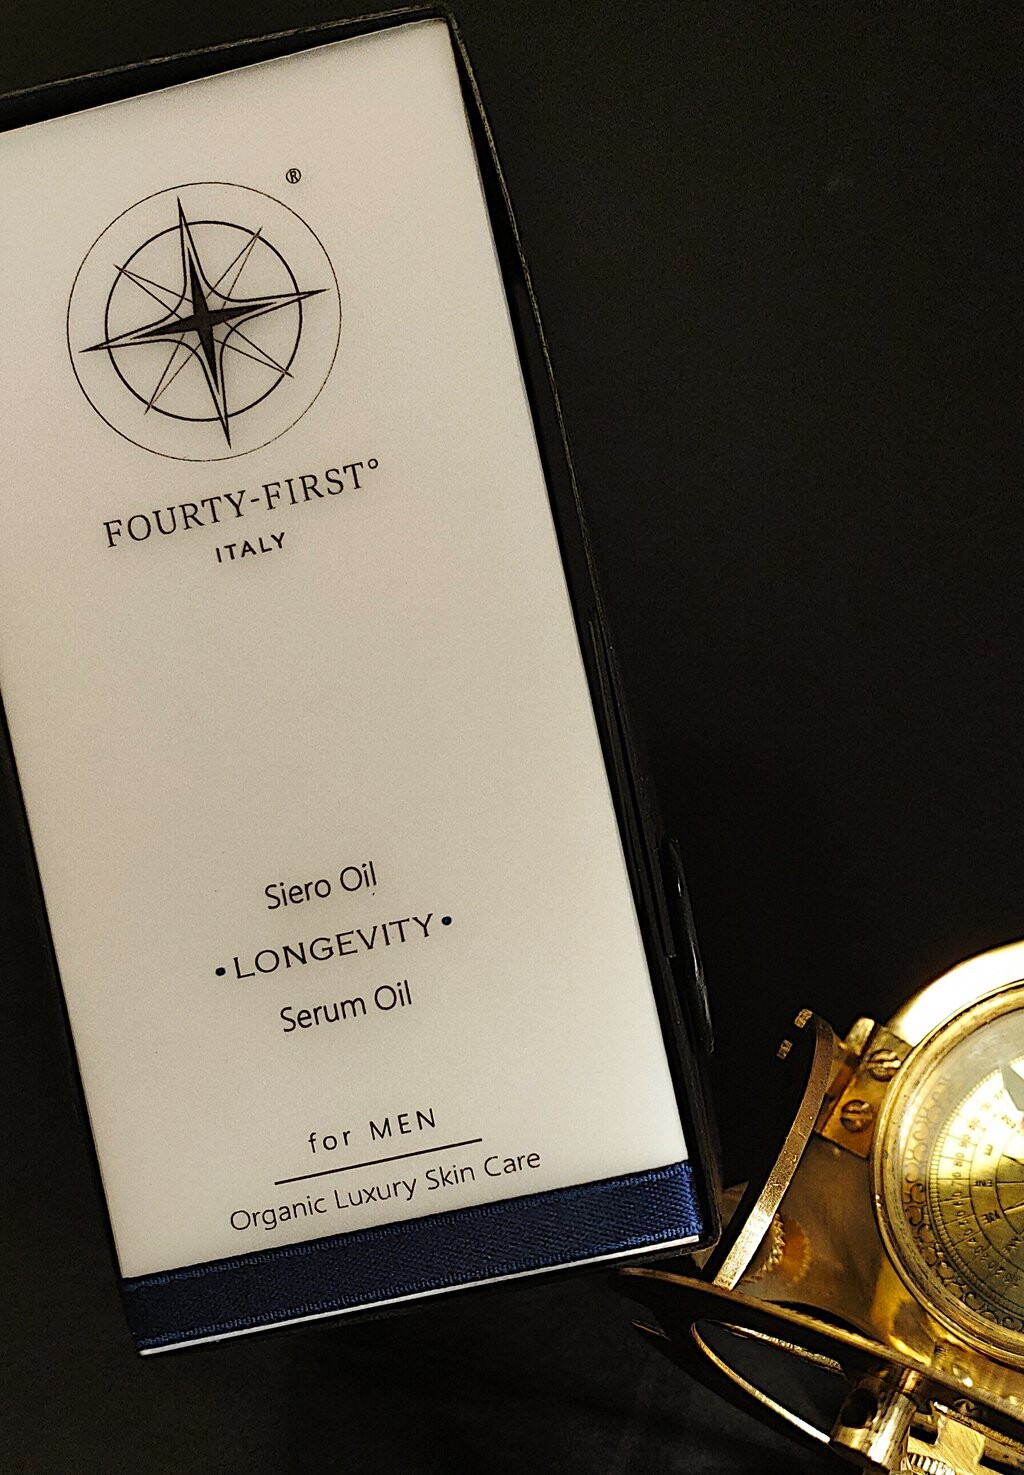 ®
FOURTY-FIRST°
ITALY
Siero Oil
•LONGEVITY•
Serum Oil
for MEN
Organic Luxury Skin Care